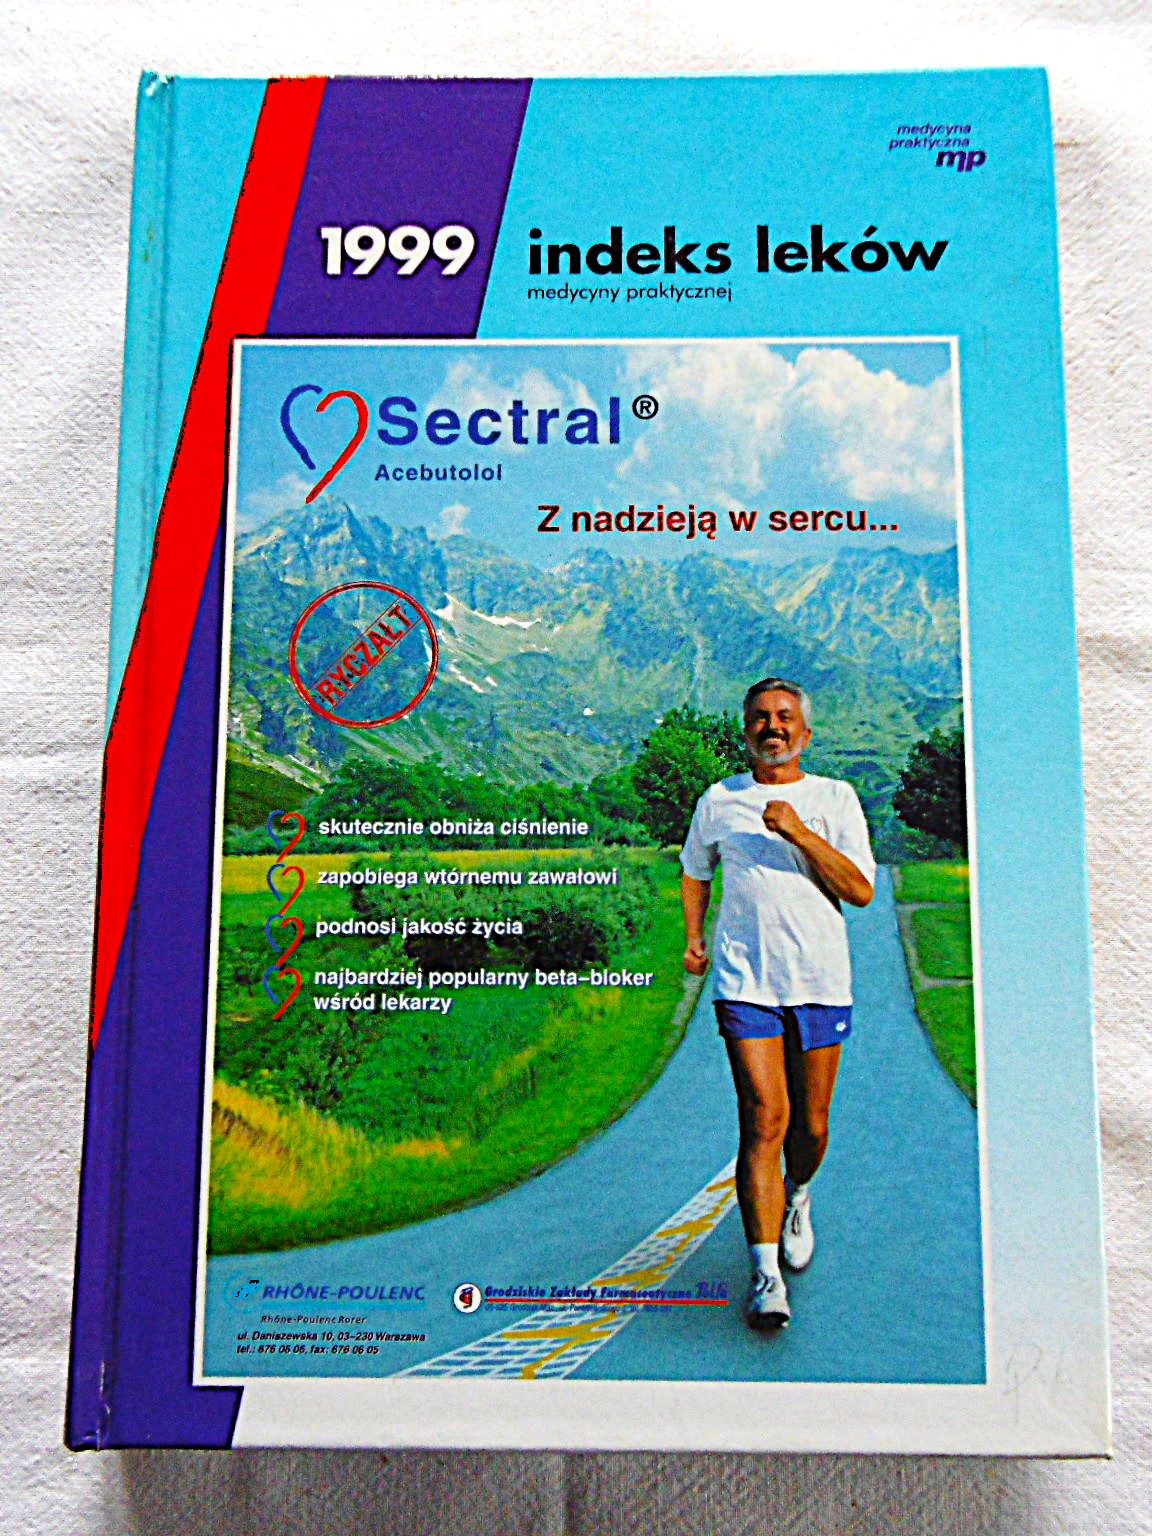 medycyna
praktyczna
mp
1999 indeks leków
medycyny praktycznej
Sectral®
Acebutolol
Z nadzieją w sercu...
RYCZAŁT
skutecznie obniża ciśnienie
zapobiega wtórnemu zawałowi
podnosi jakość życia
najbardziej popularny beta-bloker
wśród lekarzy
RHÔNE-POULENC
Rhône-Poulenc Rorer
ul. Daniszewska 10, 03-230 Warszawa
tel.: 676 06 06, fax: 676 06 05
Grodziskie Zakłady Farmaceutyczne Polfa